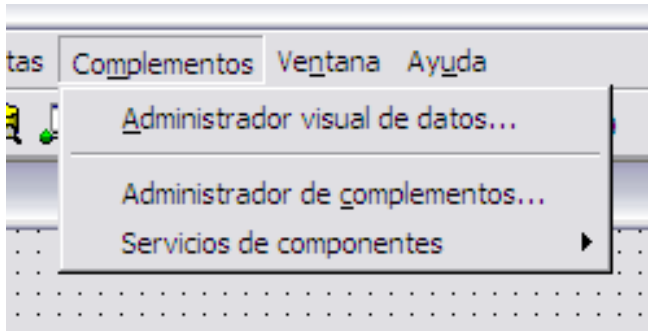 tas Complementos Ventana Ayuda
Administrador visual de datos...
Administrador de complementos...
Servicios de componentes